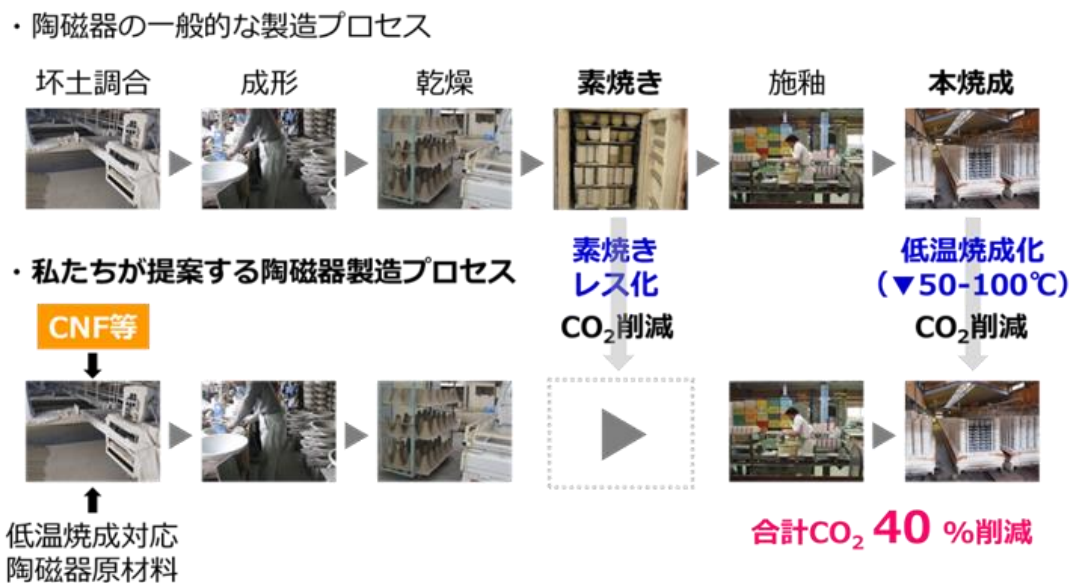 ・陶磁器の一般的な製造プロセス
坏土調合 成形 乾燥 素焼き 施釉 本焼成
素焼き
レス化
CO₂削減
低温焼成化
（▼50-100℃）
CO₂削減
・私たちが提案する陶磁器製造プロセス
CNF等
低温焼成対応
陶磁器原材料
合計CO₂ 40 %削減